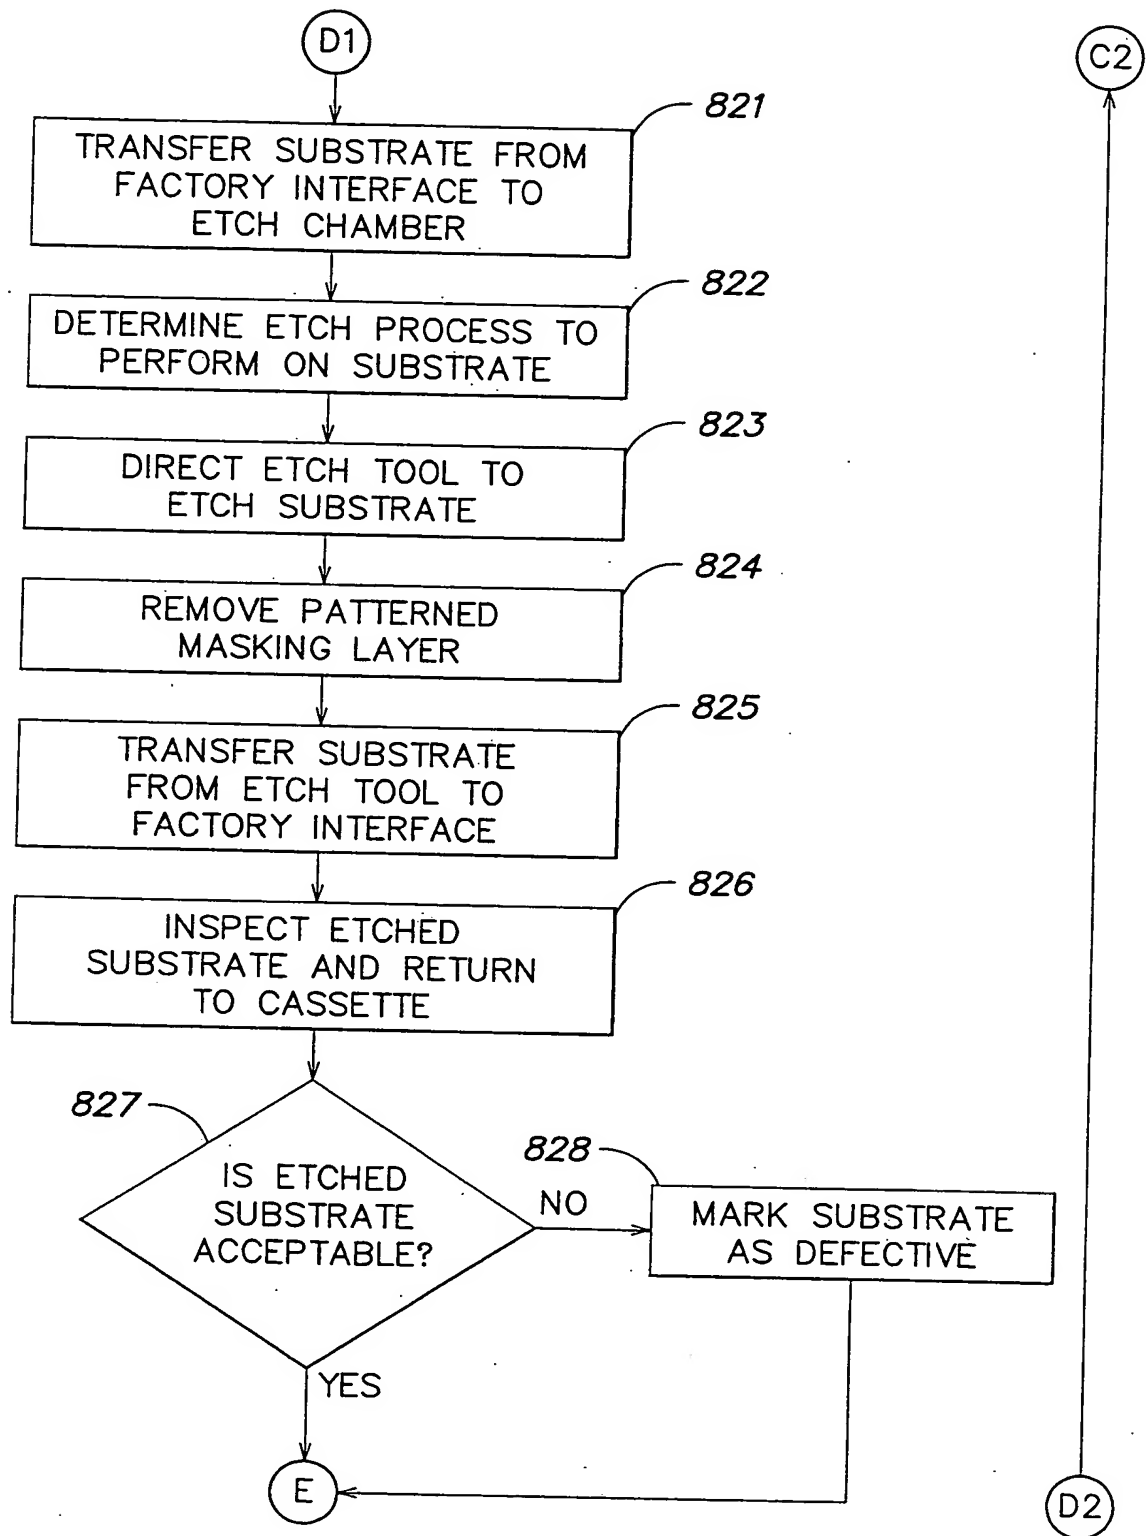 D1
C2
821
TRANSFER SUBSTRATE FROM
FACTORY INTERFACE TO
ETCH CHAMBER
822
DETERMINE ETCH PROCESS TO
PERFORM ON SUBSTRATE
823
DIRECT ETCH TOOL TO
ETCH SUBSTRATE
824
REMOVE PATTERNED
MASKING LAYER
825
TRANSFER SUBSTRATE
FROM ETCH TOOL TO
FACTORY INTERFACE
826
INSPECT ETCHED
SUBSTRATE AND RETURN
TO CASSETTE
827
IS ETCHED
SUBSTRATE
ACCEPTABLE?
NO
828
MARK SUBSTRATE
AS DEFECTIVE
YES
E
D2